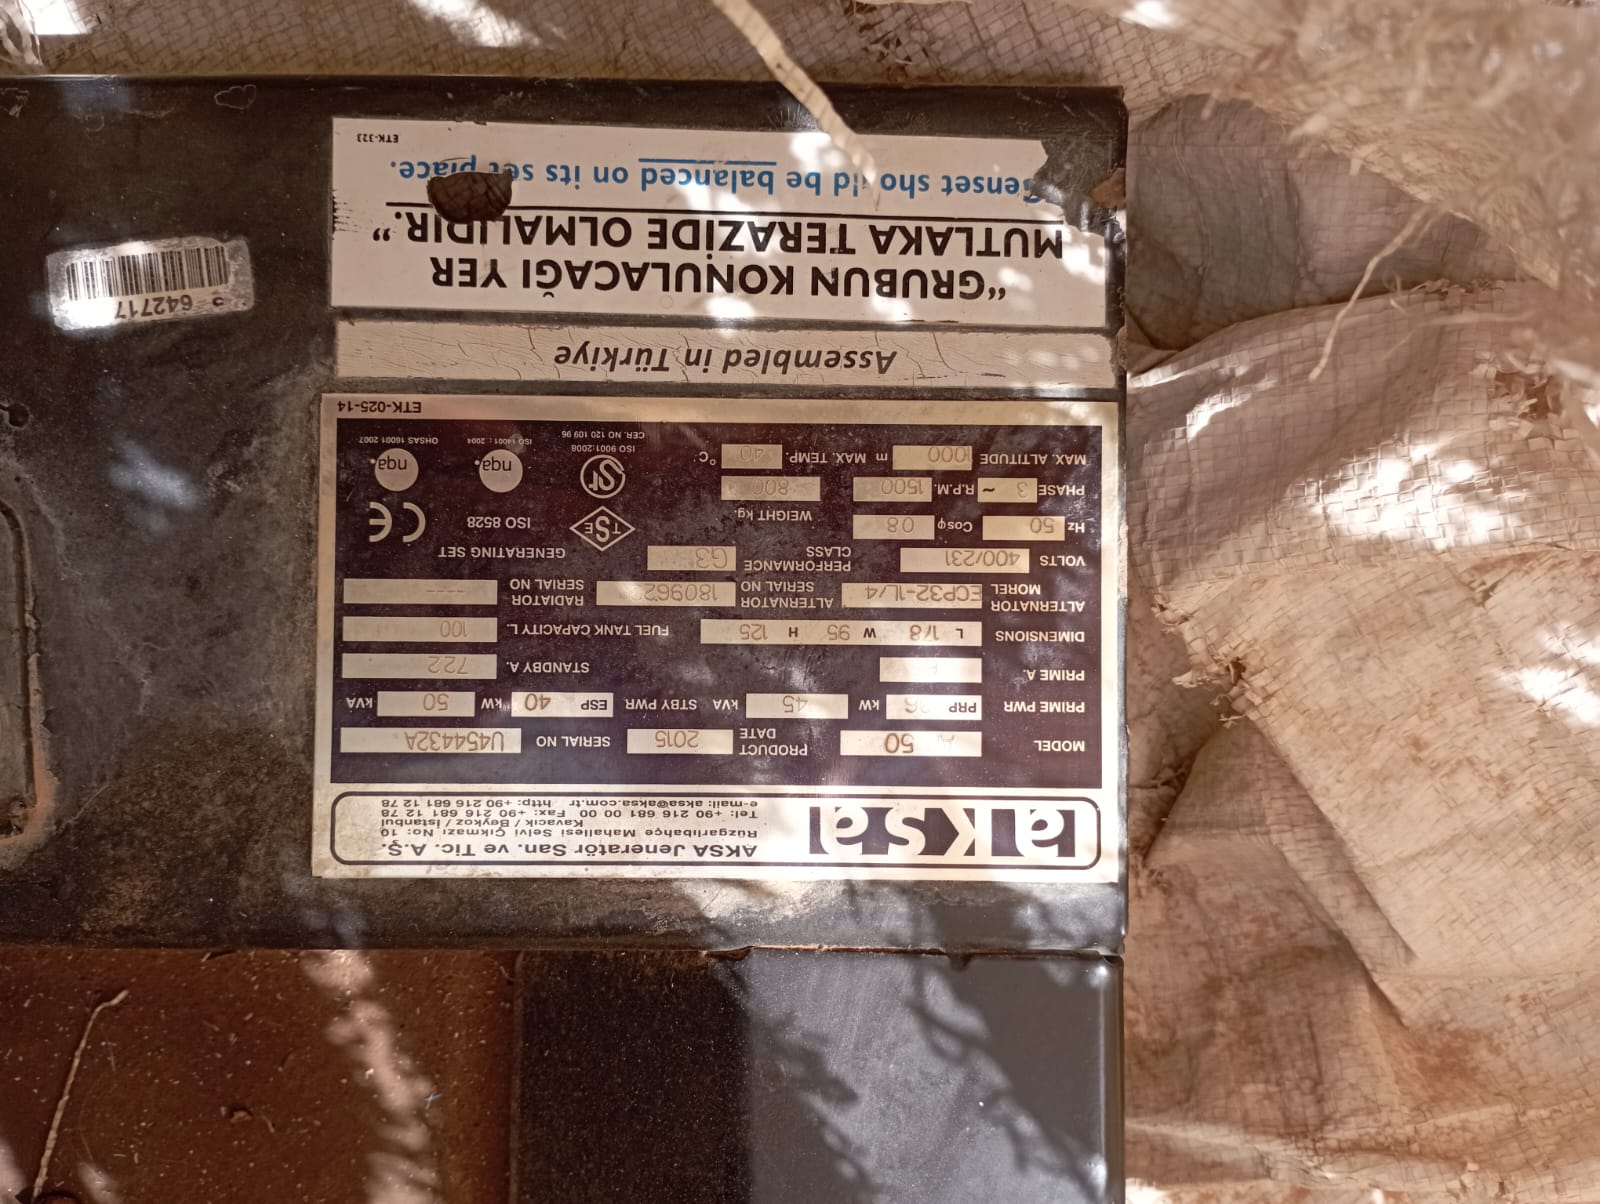 aksa
AKSA Jeneratör San. ve Tic. A.Ş.
Rüzgarlıbahçe Mahallesi Selvi Çıkmazı No: 10
Kavacık / Beykoz / İstanbul
Tel: +90 216 681 00 00 Fax: +90 216 681 12 78
e-mail: aksa@aksa.com.tr http: +90 216 681 12 78
MODEL 50 PRODUCT DATE 2015 SERIAL NO U454432A
PRIME PWR PRP kW 45 kVA STBY PWR ESP 40 kW 50 kVA
PRIME A. STANDBY A. 72.2
DIMENSIONS L 178 W 95 H 125 FUEL TANK CAPACITY L. 100
ALTERNATOR MOREL ECP32-1L/4 ALTERNATOR SERIAL NO RADIATOR SERIAL NO ----
VOLTS 400/231 PERFORMANCE CLASS G3 GENERATING SET
Hz 50 Cosφ 0.8 WEIGHT kg. TSE ISO 8528 CE
PHASE 3 ~ R.P.M. 1500 800
MAX. ALTITUDE 1000 m MAX. TEMP. 40 °C nqa. nqa.
ISO 9001:2008 ISO 14001 : 2004 OHSAS 16001 2007
CER. NO 120 109 96
ETK-025-14
Assembled in Türkiye
"GRUBUN KONULACAĞI YER
MUTLAKA TERAZİDE OLMALIDIR."
Genset be balanced on its set place.
ETK-323
642717